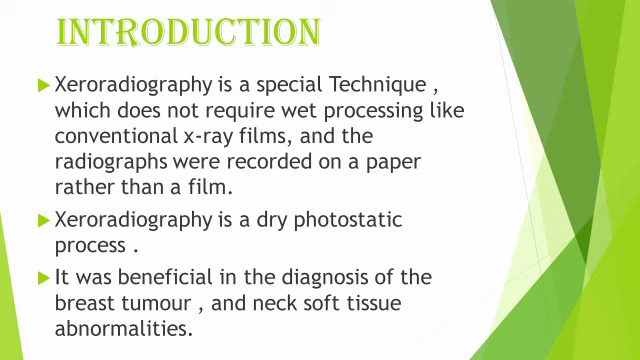 INTRODUCTION
Xeroradiography is a special Technique ,
which does not require wet processing like
conventional x-ray films, and the
radiographs were recorded on a paper
rather than a film.
Xeroradiography is a dry photostatic
process .
It was beneficial in the diagnosis of the
breast tumour , and neck soft tissue
abnormalities.